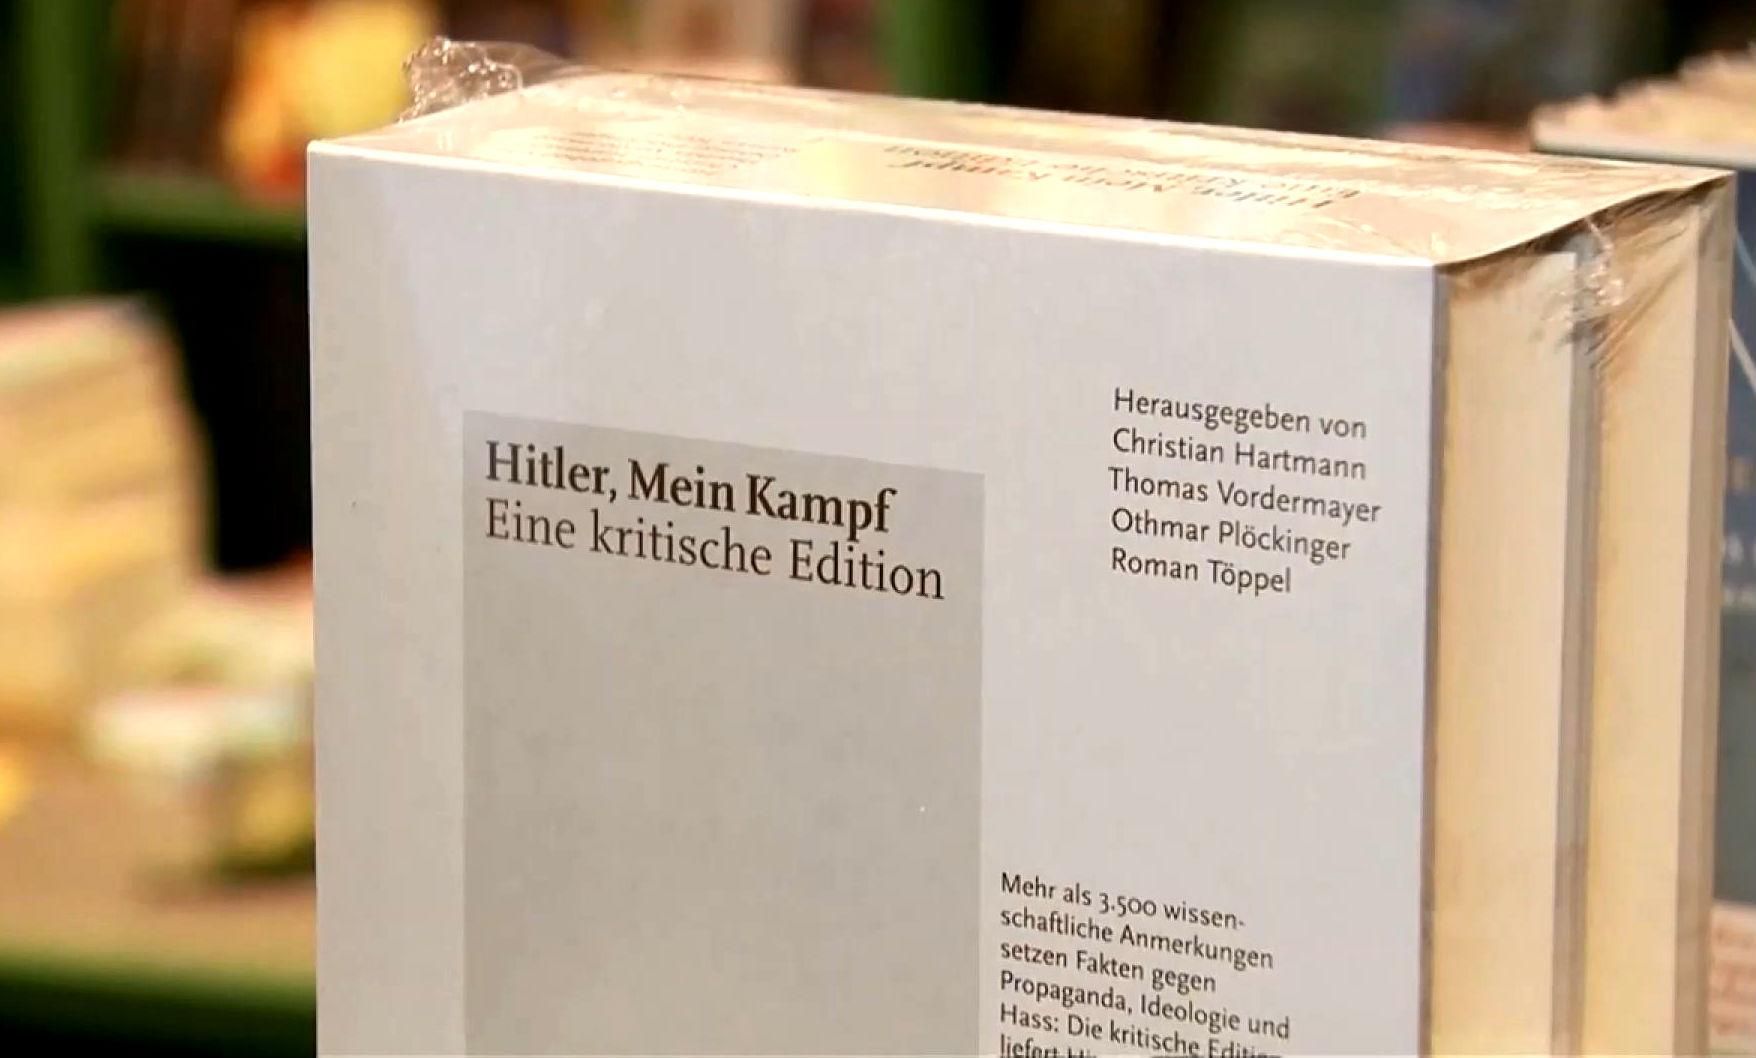 Hitler, Mein Kampf
Eine kritische Edition
Herausgegeben von
Christian Hartmann
Thomas Vordermayer
Othmar Plöckinger
Roman Töppel
Mehr als 3.500 wissen-
schaftliche Anmerkungen
setzen Fakten gegen
Propaganda, Ideologie und
Hass: Die kritische Edition
liefert